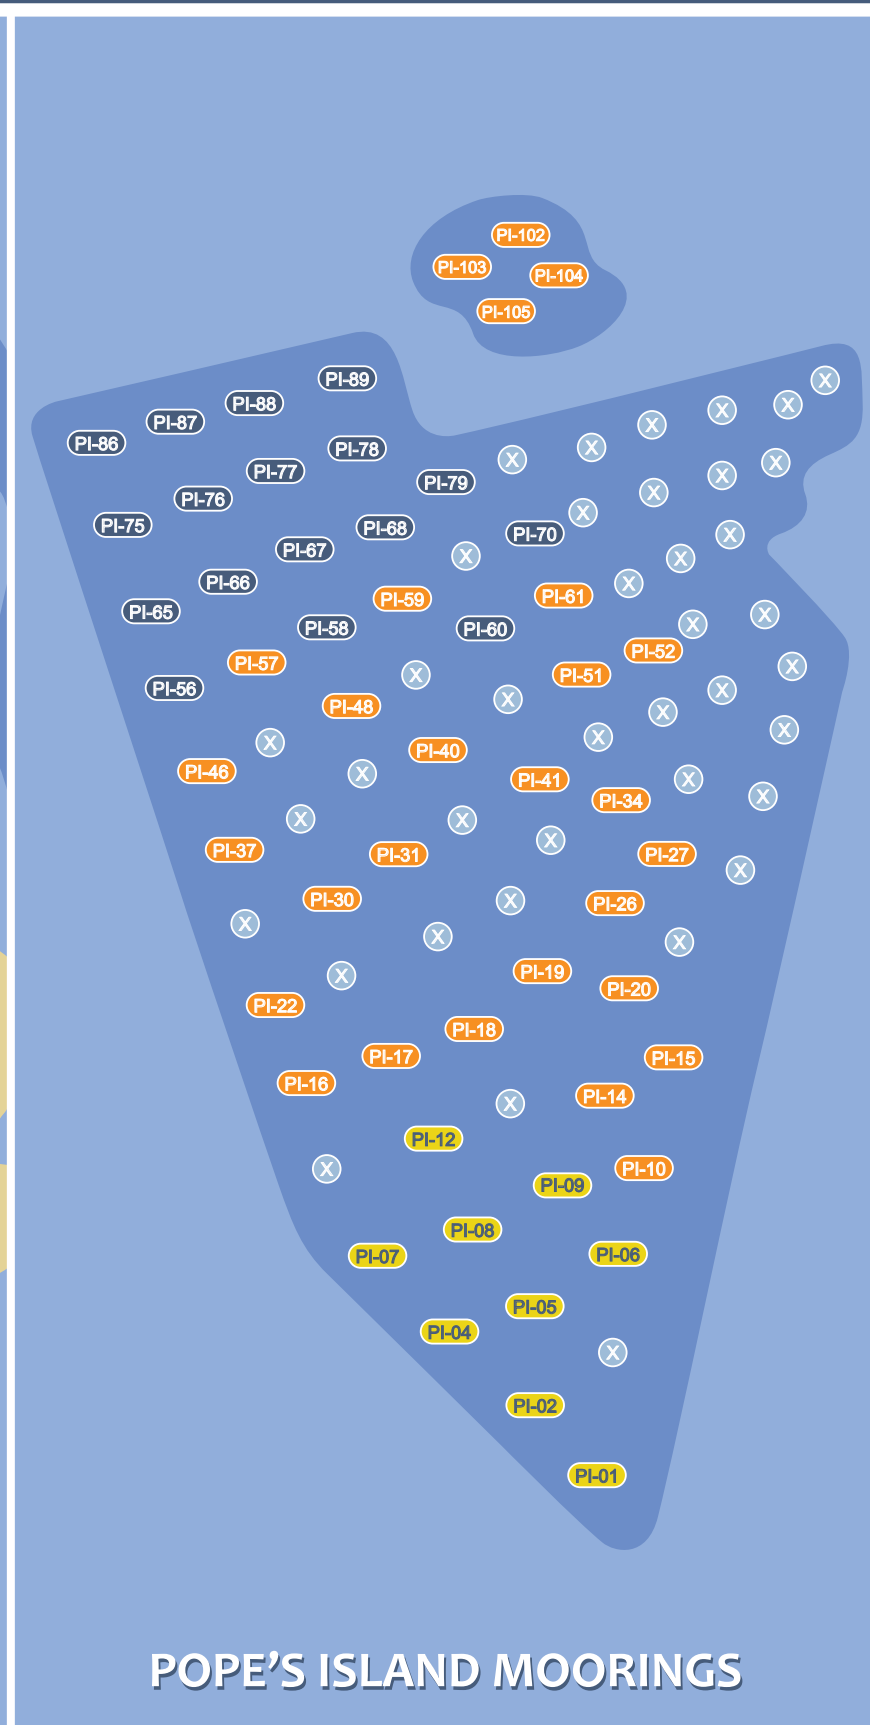 PI-102
PI-103
PI-104
PI-105
PI-89
X
PI-88
X
X
PI-87
X
PI-86
X
X
PI-78
X
PI-77
X
X
PI-79
X
PI-76
X
PI-75
PI-68
PI-70
X
PI-67
X
X
PI-66
X
PI-61
PI-59
PI-65
X
PI-58
PI-60
X
PI-52
PI-57
X
PI-51
X
PI-56
X
X
PI-48
X
X
X
X
PI-40
PI-46
X
PI-41
X
X
PI-34
X
X
X
PI-37
PI-31
PI-27
X
PI-30
X
PI-26
X
X
X
PI-19
X
PI-20
PI-22
PI-18
PI-17
PI-15
PI-16
PI-14
X
PI-12
X
PI-10
PI-09
PI-08
PI-07
PI-06
PI-05
PI-04
X
PI-02
PI-01
POPE'S ISLAND MOORINGS